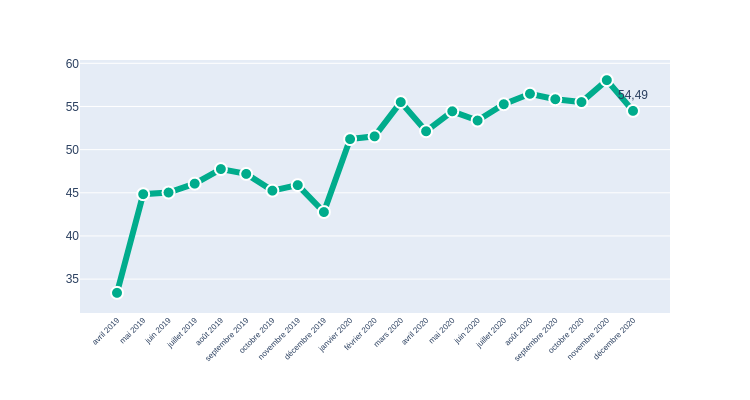 60
55
50
45
40
35
54,49
avril 2019
mai 2019
juin 2019
juillet 2019
août 2019
septembre 2019
octobre 2019
novembre 2019
décembre 2019
janvier 2020
février 2020
mars 2020
avril 2020
mai 2020
juin 2020
juillet 2020
août 2020
septembre 2020
octobre 2020
novembre 2020
décembre 2020